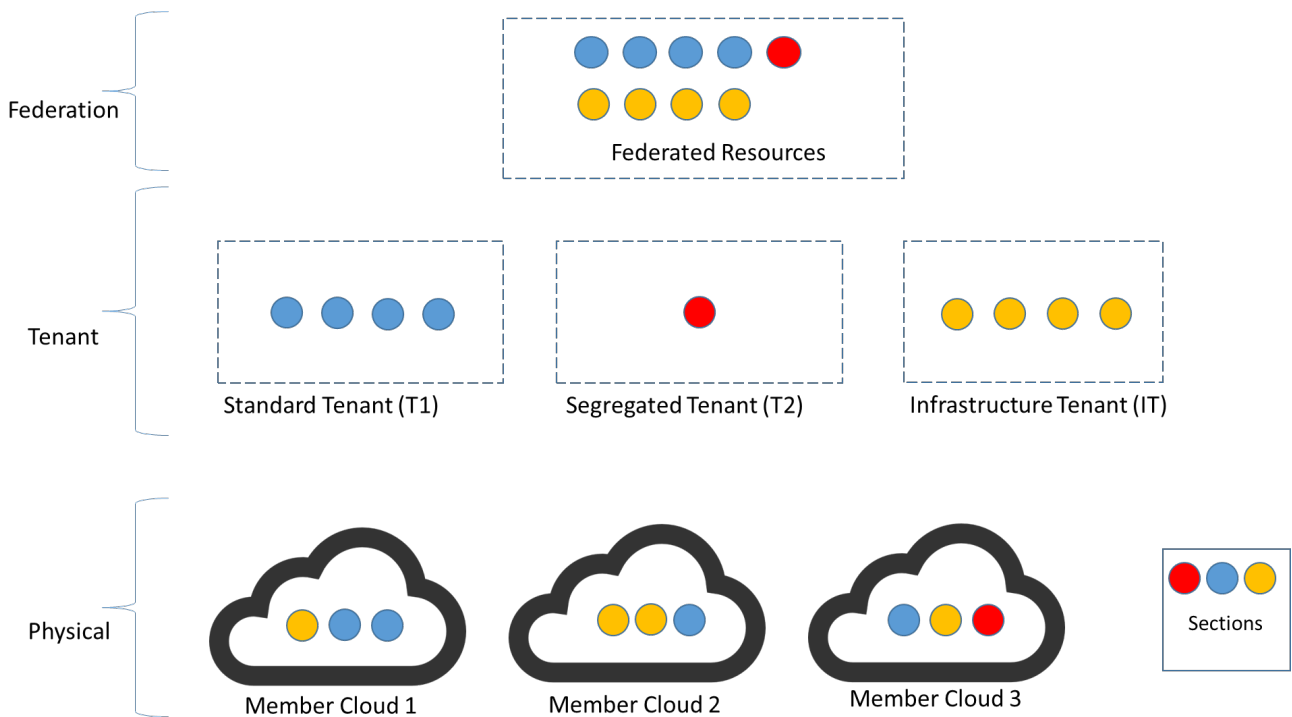 Federation
Federated Resources
Tenant
Standard Tenant (T1)
Segregated Tenant (T2)
Infrastructure Tenant (IT)
Physical
Sections
Member Cloud 1
Member Cloud 2
Member Cloud 3